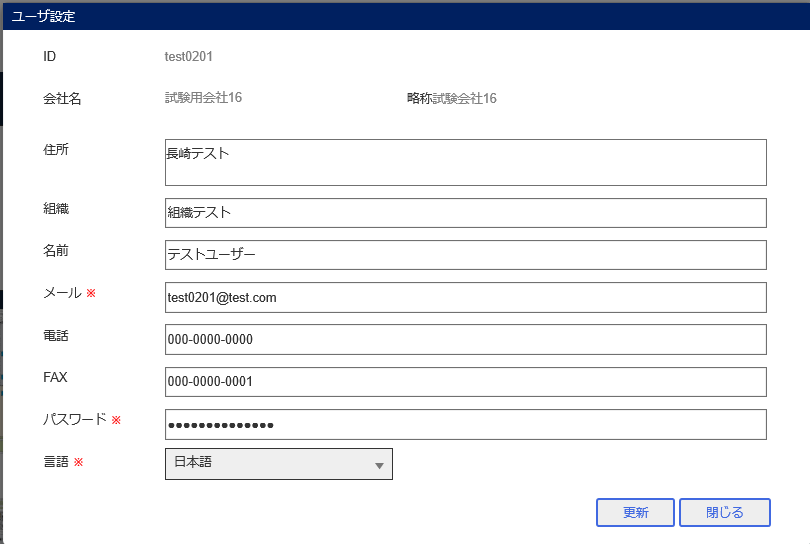 ユーザ設定
ID test0201
会社名 試験用会社16 略称試験会社16
住所 長崎テスト
組織 組織テスト
名前 テストユーザー
メール ※ test0201@test.com
電話 000-0000-0000
FAX 000-0000-0001
パスワード ※ ●●●●●●●●●●●●●●
言語 ※ 日本語
更新 閉じる